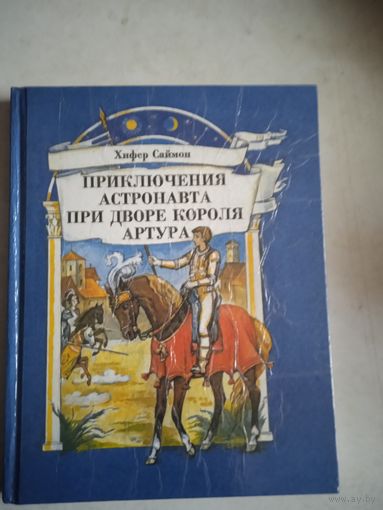 Хифер Саймон
ПРИКЛЮЧЕНИЯ
АСТРОНАВТА
ПРИ ДВОРЕ КОРОЛЯ
АРТУРА
www.ay.by